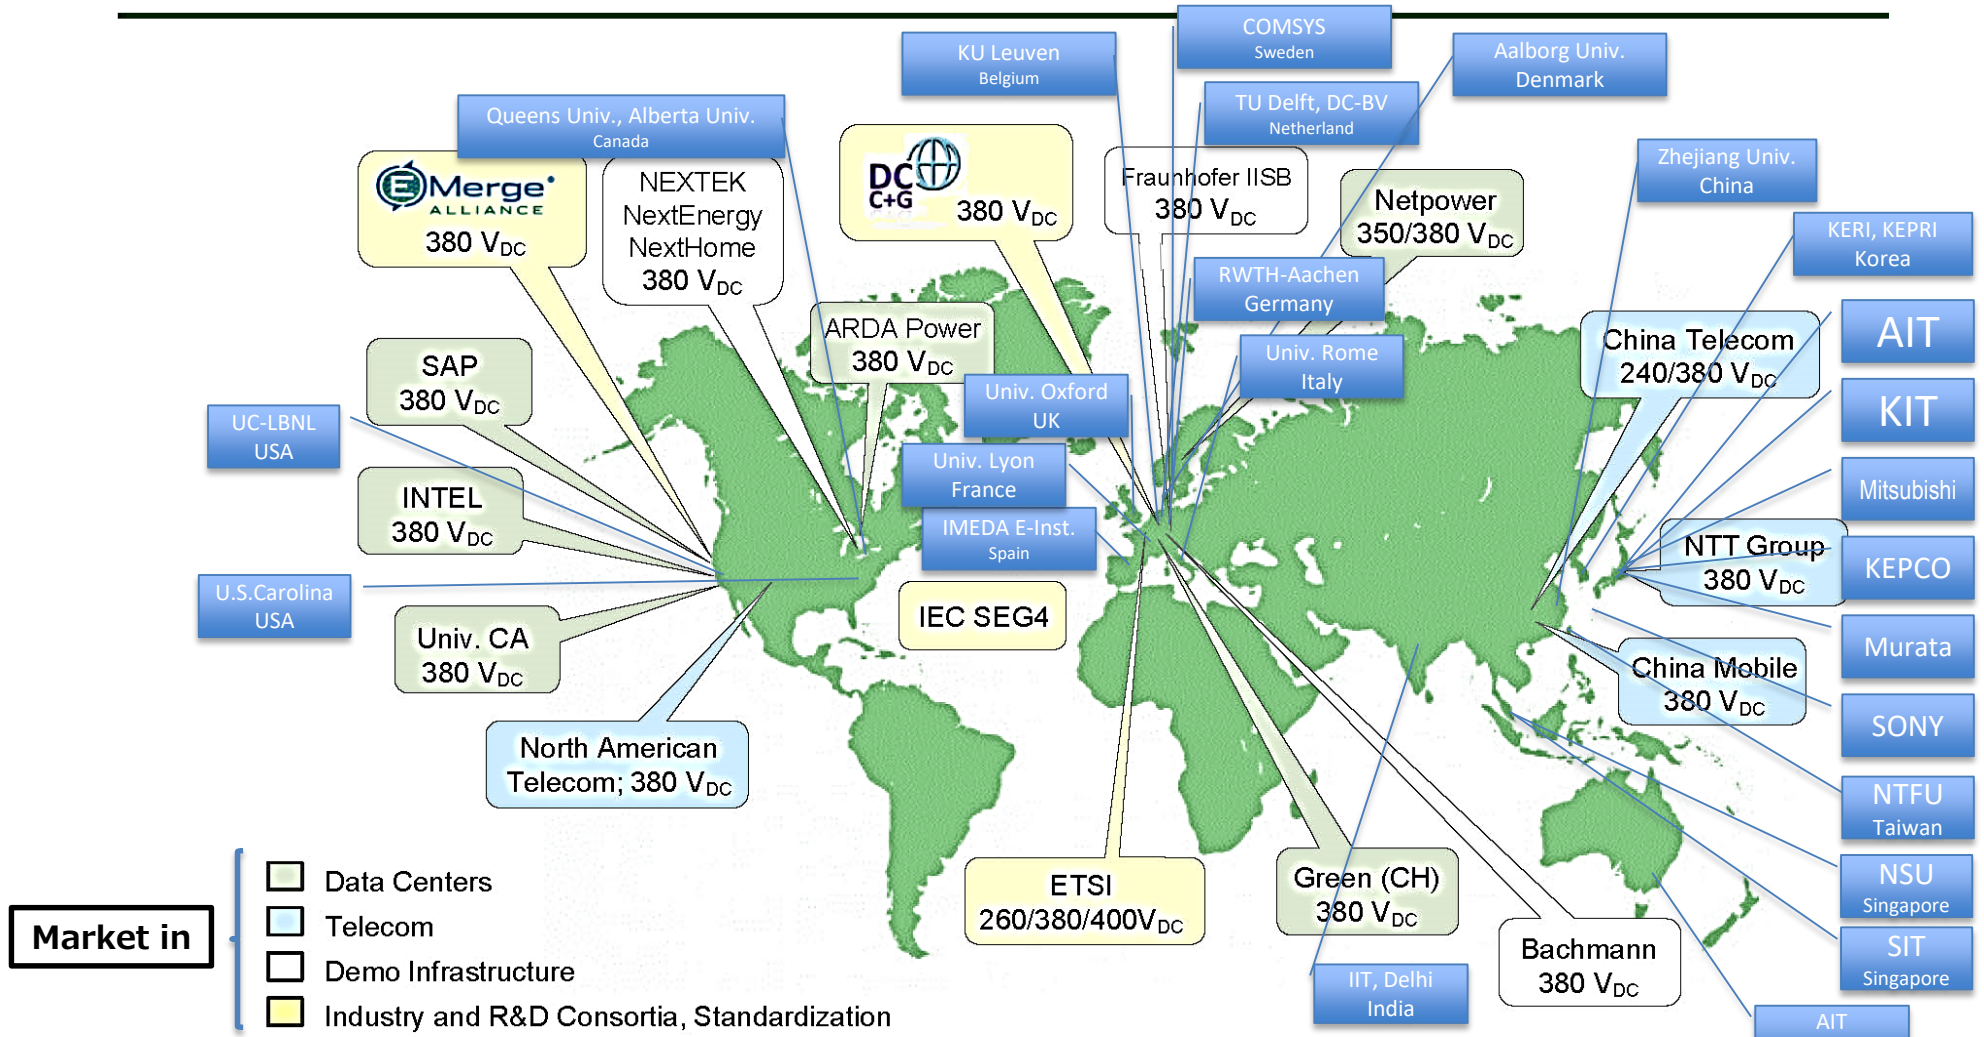 COMSYS
Sweden
KU Leuven
Belgium
Aalborg Univ.
Denmark
TU Delft, DC-BV
Netherland
Queens Univ., Alberta Univ.
Canada
Zhejiang Univ.
China
EMerge
ALLIANCE
380 VDC
NEXTEK
NextEnergy
NextHome
380 VDC
DC
C+G
380 VDC
Fraunhofer IISB
380 VDC
Netpower
350/380 VDC
KERI, KEPRI
Korea
RWTH-Aachen
Germany
ARDA Power
380 VDC
China Telecom
240/380 VDC
AIT
SAP
380 VDC
Univ. Rome
Italy
Univ. Oxford
UK
KIT
UC-LBNL
USA
Univ. Lyon
France
Mitsubishi
INTEL
380 VDC
IMEDA E-Inst.
Spain
NTT Group
380 VDC
KEPCO
U.S.Carolina
USA
IEC SEG4
Univ. CA
380 VDC
Murata
China Mobile
380 VDC
SONY
North American
Telecom; 380 VDC
NTFU
Taiwan
ETSI
260/380/400VDC
Green (CH)
380 VDC
NSU
Singapore
Bachmann
380 VDC
SIT
Singapore
IIT, Delhi
India
AIT
Market in
Data Centers
Telecom
Demo Infrastructure
Industry and R&D Consortia, Standardization